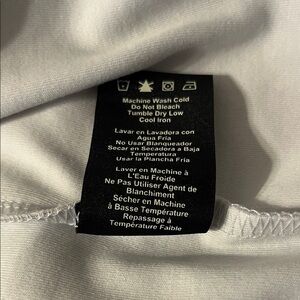 Machine Wash Cold
Do Not Bleach
Tumble Dry Low
Cool Iron
Lavar en Lavadora con
Agua Fria
No Usar Blanqueador
Secar en Secadora a Baja
Temperatura
Usar la Plancha Fria
Laver en Machine à
L'Eau Froide
Ne Pas Utiliser Agent de
Blanchiment
Sécher en Machine
à Basse Température
Repassage à
Température Faible